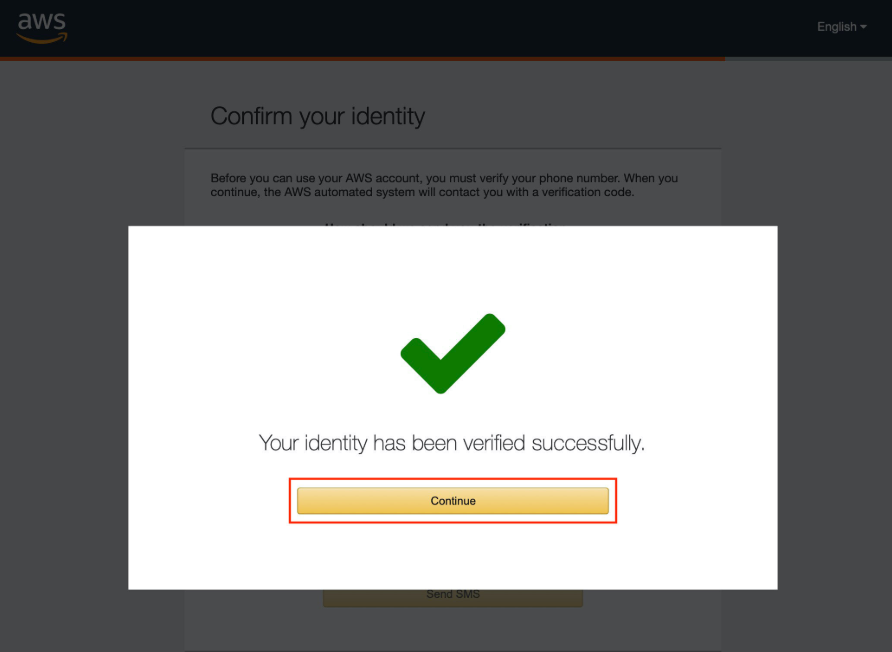 aws
English
Confirm your identity
Before you can use your AWS account, you must verify your phone number. When you
continue, the AWS automated system will contact you with a verification code.
Your identity has been verified successfully.
Continue
Send SMS